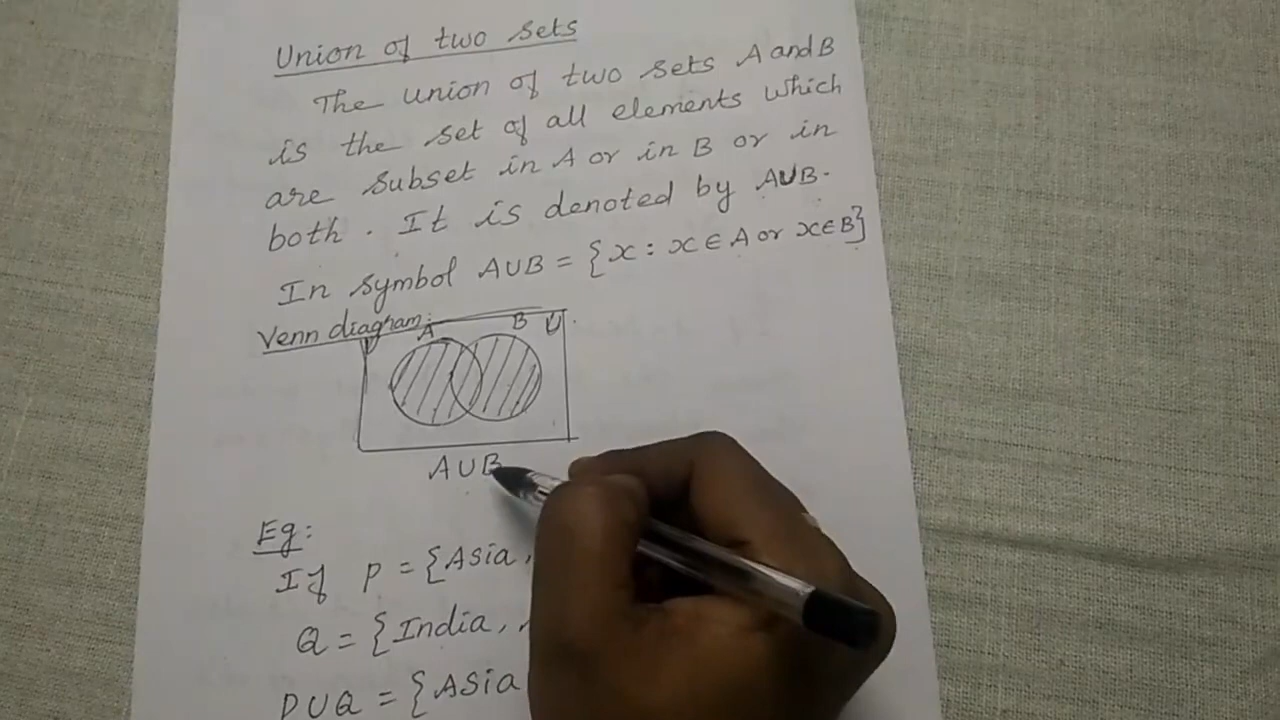 Union of two sets
The union of two sets A and B
is the set of all elements which
are subset in A or in B or in
both. It is denoted by AUB.
In symbol AUB = {x : x ∈ A or x ∈ B}
Venn diagram:
A B U
AUB
Eg:
If P = {Asia,
Q = {India,
PUQ = {Asia